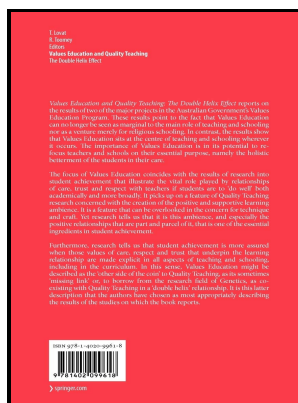 T. Lovat
R. Toomey
Editors
Values Education and Quality Teaching
The Double Helix Effect
Values Education and Quality Teaching: The Double Helix Effect reports on
the results of two of the major projects in the Australian Government's Values
Education Program. These results point to the fact that Values Education
can no longer be seen as marginal to the main role of teaching and schooling
nor as a venture merely for religious schooling. In contrast, the results show
that Values Education sits at the centre of teaching and schooling wherever
it occurs. The importance of Values Education is in its potential to re-
focus teachers and schools on their essential purpose, namely the holistic
betterment of the students in their care.
The focus of Values Education coincides with the results of research into
student achievement that illustrate the vital role played by relationships
of care, trust and respect with teachers if students are to 'do well' both
academically and more broadly. It picks up on a feature of Quality Teaching
research concerned with the creation of the positive and supportive learning
ambience. It is a feature that can be overlooked in the concern for technique
and craft. Yet research tells us that it is this ambience, and especially the
positive relationships that are part and parcel of it, that is one of the essential
ingredients in student achievement.
Furthermore, research tells us that student achievement is more assured
when those values of care, respect and trust that underpin the learning
relationship are made explicit in all aspects of teaching and schooling,
including in the curriculum. In this sense, Values Education might be
described as the 'other side of the coin' to Quality Teaching, as its sometimes
'missing link' or, to borrow from the research field of Genetics, as co-
existing with Quality Teaching in a 'double helix' relationship. It is this latter
description that the authors have chosen as most appropriately describing
the results of the studies on which the book reports.
ISBN 978-1-4020-9961-8
9 781402 099618
springer.com